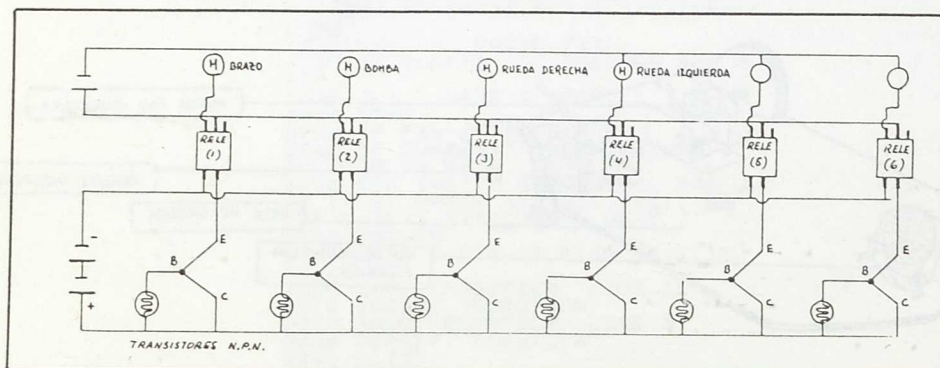 H BRAZO
H BOMBA
H RUEDA DERECHA
H RUEDA IZQUIERDA
RELE (1)
RELE (2)
RELE (3)
RELE (4)
RELE (5)
RELE (6)
-
+
E
B
C
E
B
C
E
B
C
E
B
C
E
B
C
E
B
C
TRANSISTORES N.P.N.